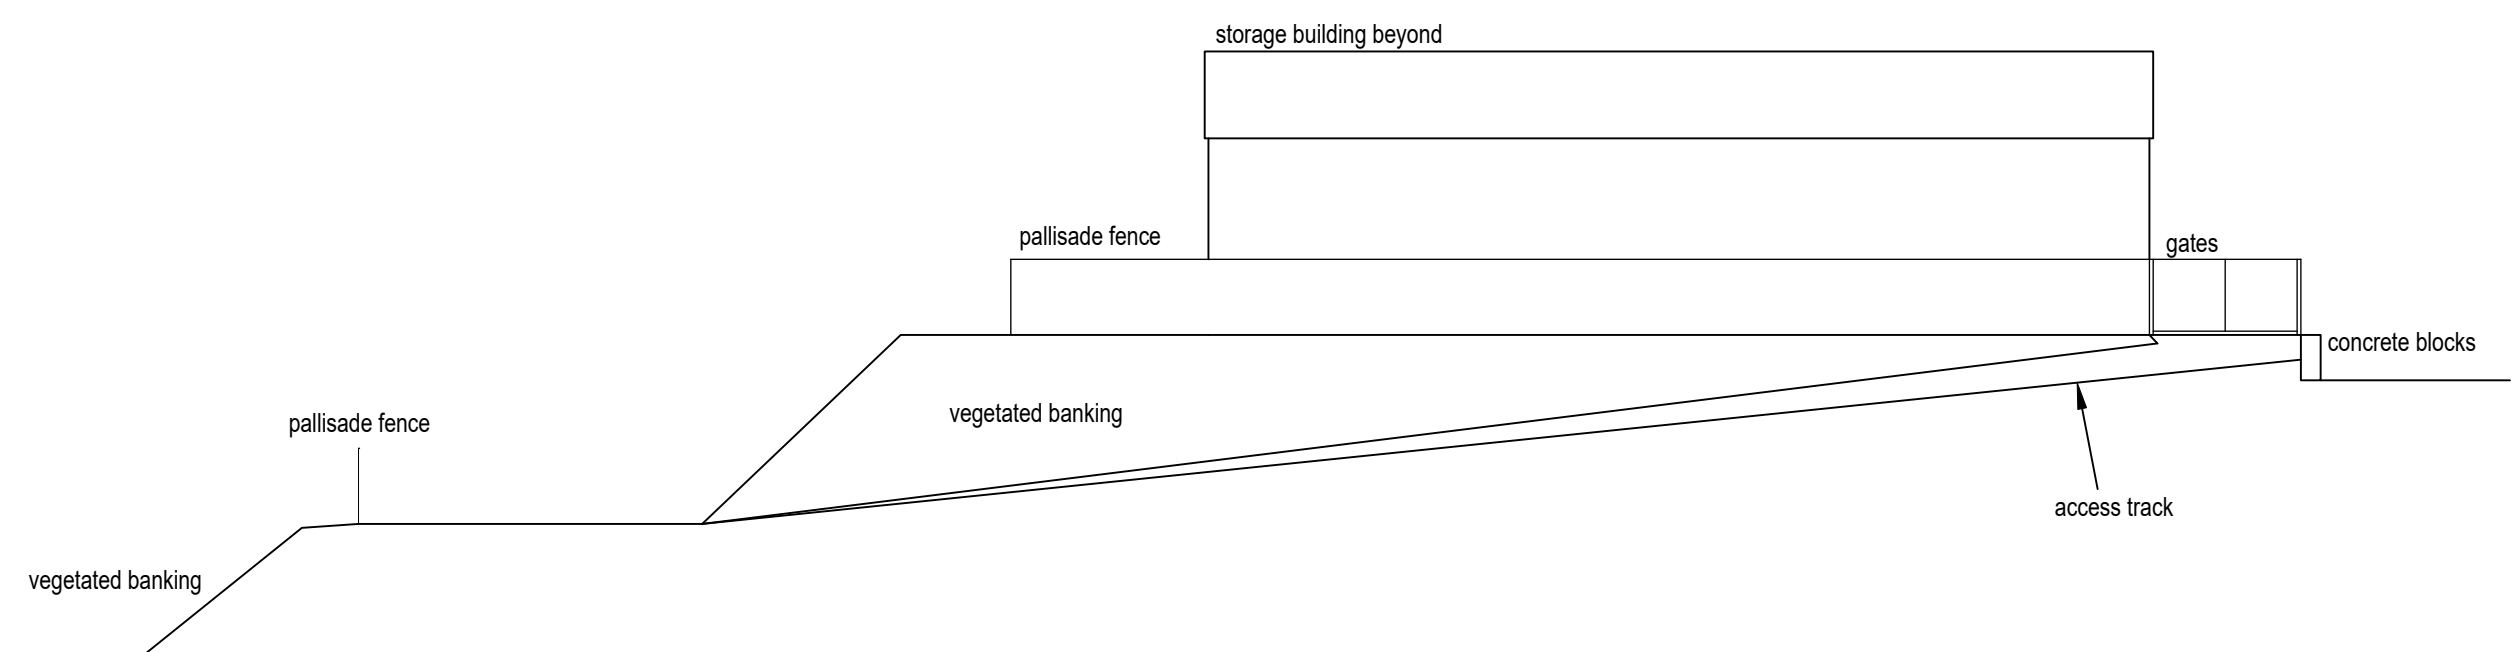 storage building beyond
pallisade fence
gates
concrete blocks
vegetated banking
pallisade fence
access track
vegetated banking